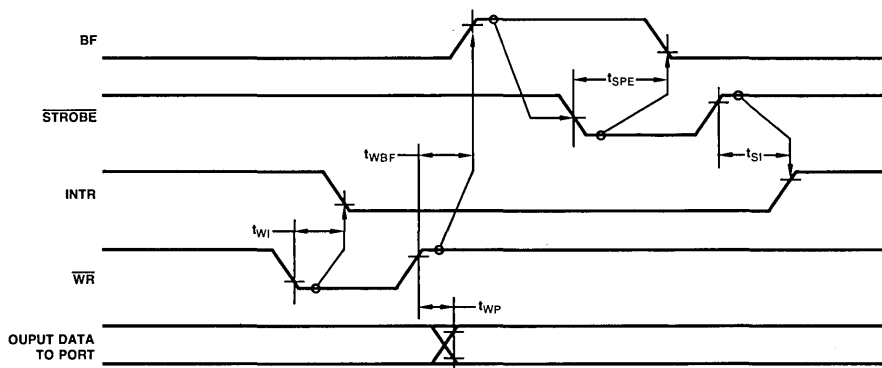 BF
tSPE
STROBE
tWBF
tSI
INTR
tWI
WR
tWP
OUPUT DATA
TO PORT